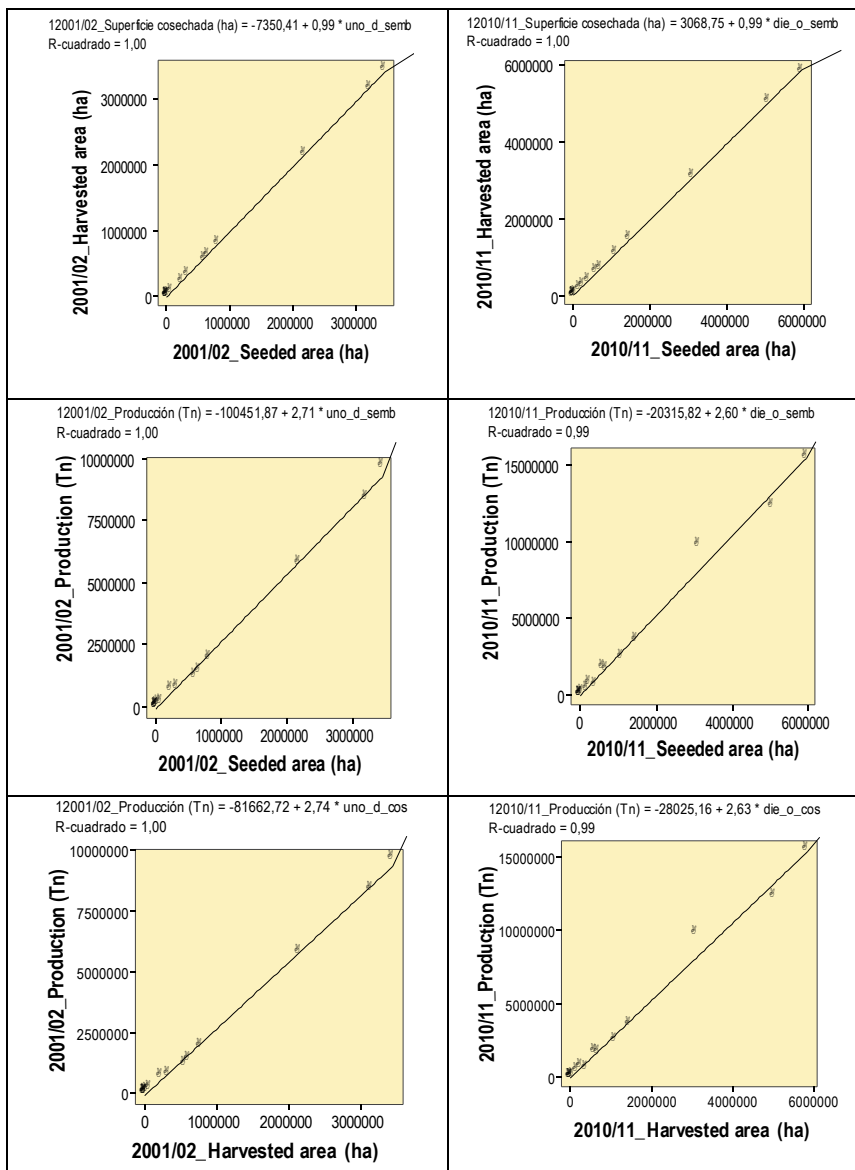 12001/02_Superficie cosechada (ha) = -7350,41 + 0,99 * uno_d_semb
R-cuadrado = 1,00
2001/02_Harvested area (ha)
3000000
2000000
1000000
0
0 1000000 2000000 3000000
2001/02_Seeded area (ha)
12010/11_Superficie cosechada (ha) = 3068,75 + 0,99 * die_o_semb
R-cuadrado = 1,00
2010/11_Harvested area (ha)
6000000
4000000
2000000
0
0 2000000 4000000 6000000
2010/11_Seeded area (ha)
12001/02_Producción (Tn) = -100451,87 + 2,71 * uno_d_semb
R-cuadrado = 1,00
2001/02_Production (Tn)
10000000
7500000
5000000
2500000
0
0 1000000 2000000 3000000
2001/02_Seeded area (ha)
12010/11_Producción (Tn) = -20315,82 + 2,60 * die_o_semb
R-cuadrado = 0,99
2010/11_Production (Tn)
15000000
10000000
5000000
0
0 2000000 4000000 6000000
2010/11_Seeeded area (ha)
12001/02_Producción (Tn) = -81662,72 + 2,74 * uno_d_cos
R-cuadrado = 1,00
2001/02_Production (Tn)
10000000
7500000
5000000
2500000
0
0 1000000 2000000 3000000
2001/02_Harvested area (ha)
12010/11_Producción (Tn) = -28025,16 + 2,63 * die_o_cos
R-cuadrado = 0,99
2010/11_Production (Tn)
15000000
10000000
5000000
0
0 2000000 4000000 6000000
2010/11_Harvested area (ha)